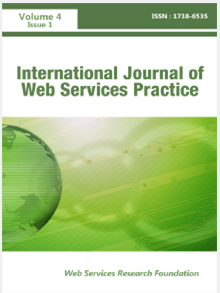 Volume 4
Issue 1
ISSN : 1738-6535
International Journal of
Web Services Practice
Web Services Research Foundation